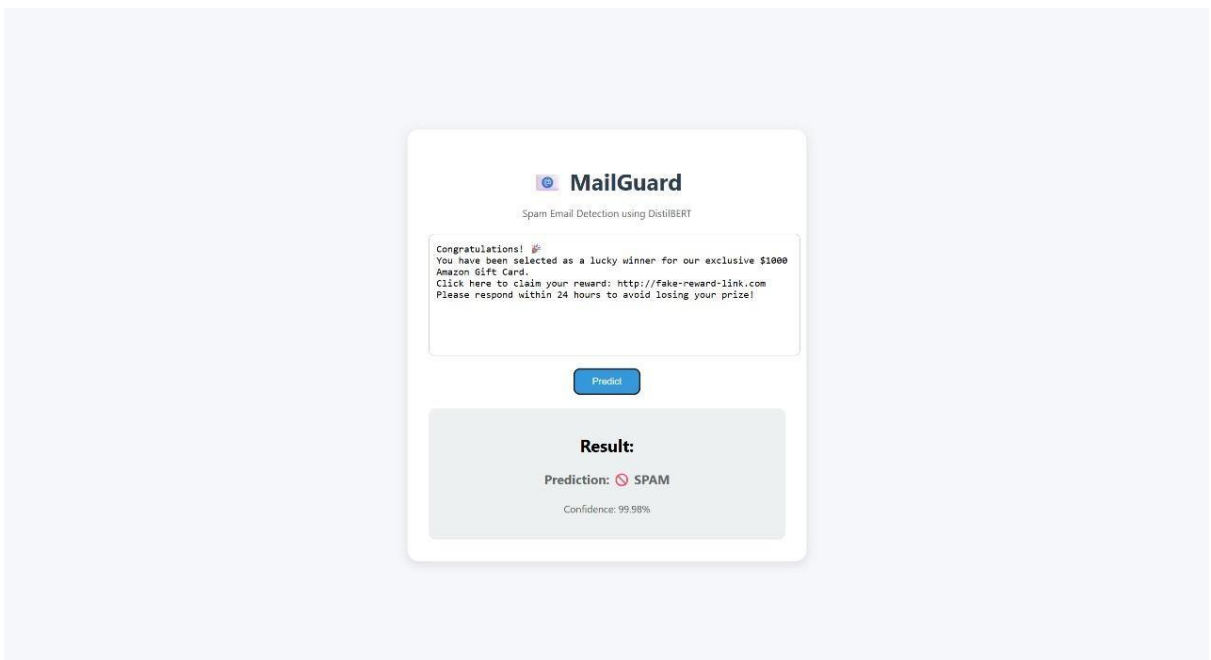 MailGuard
Spam Email Detection using DistilBERT
Congratulations! 🎉
You have been selected as a lucky winner for our exclusive $1000
Amazon Gift Card.
Click here to claim your reward: http://fake-reward-link.com
Please respond within 24 hours to avoid losing your prize!
Predict
Result:
Prediction: 🚫 SPAM
Confidence: 99.98%